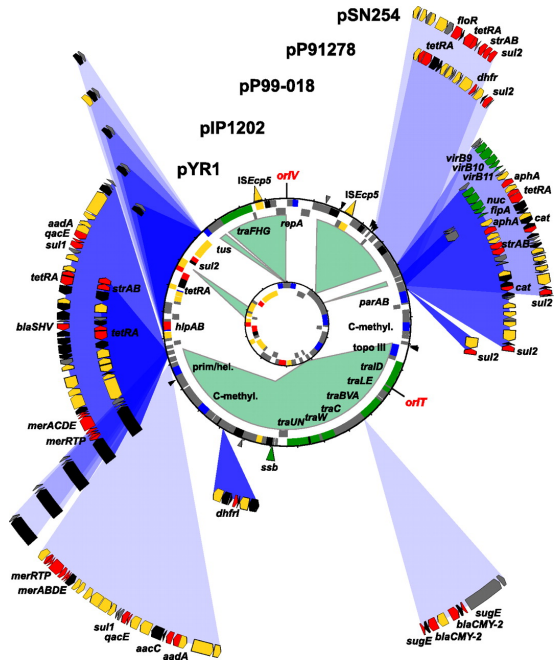 pSN254
pP91278
pP99-018
pIP1202
pYR1
floR
tetRA
strAB
sul2
tetRA
dhfr
sul2
virB9
virB10
virB11
aphA
tetRA
cat
nuc
fipA
aphA
strAB
cat
sul2
sul2
sul2
ISEcp5
oriV
ISEcp5
traFHG
repA
tus
sul2
tetRA
hlpAB
prim/hel.
C-methyl.
parAB
C-methyl.
topo III
traID
traLE
traBVA
traC
traW
traUN
oriT
ssb
aadA
qacE
sul1
tetRA
strAB
blaSHV
tetRA
merACDE
merRTP
dhfrI
merRTP
merABDE
sul1
qacE
aacC
aadA
sugE
blaCMY-2
blaCMY-2
sugE